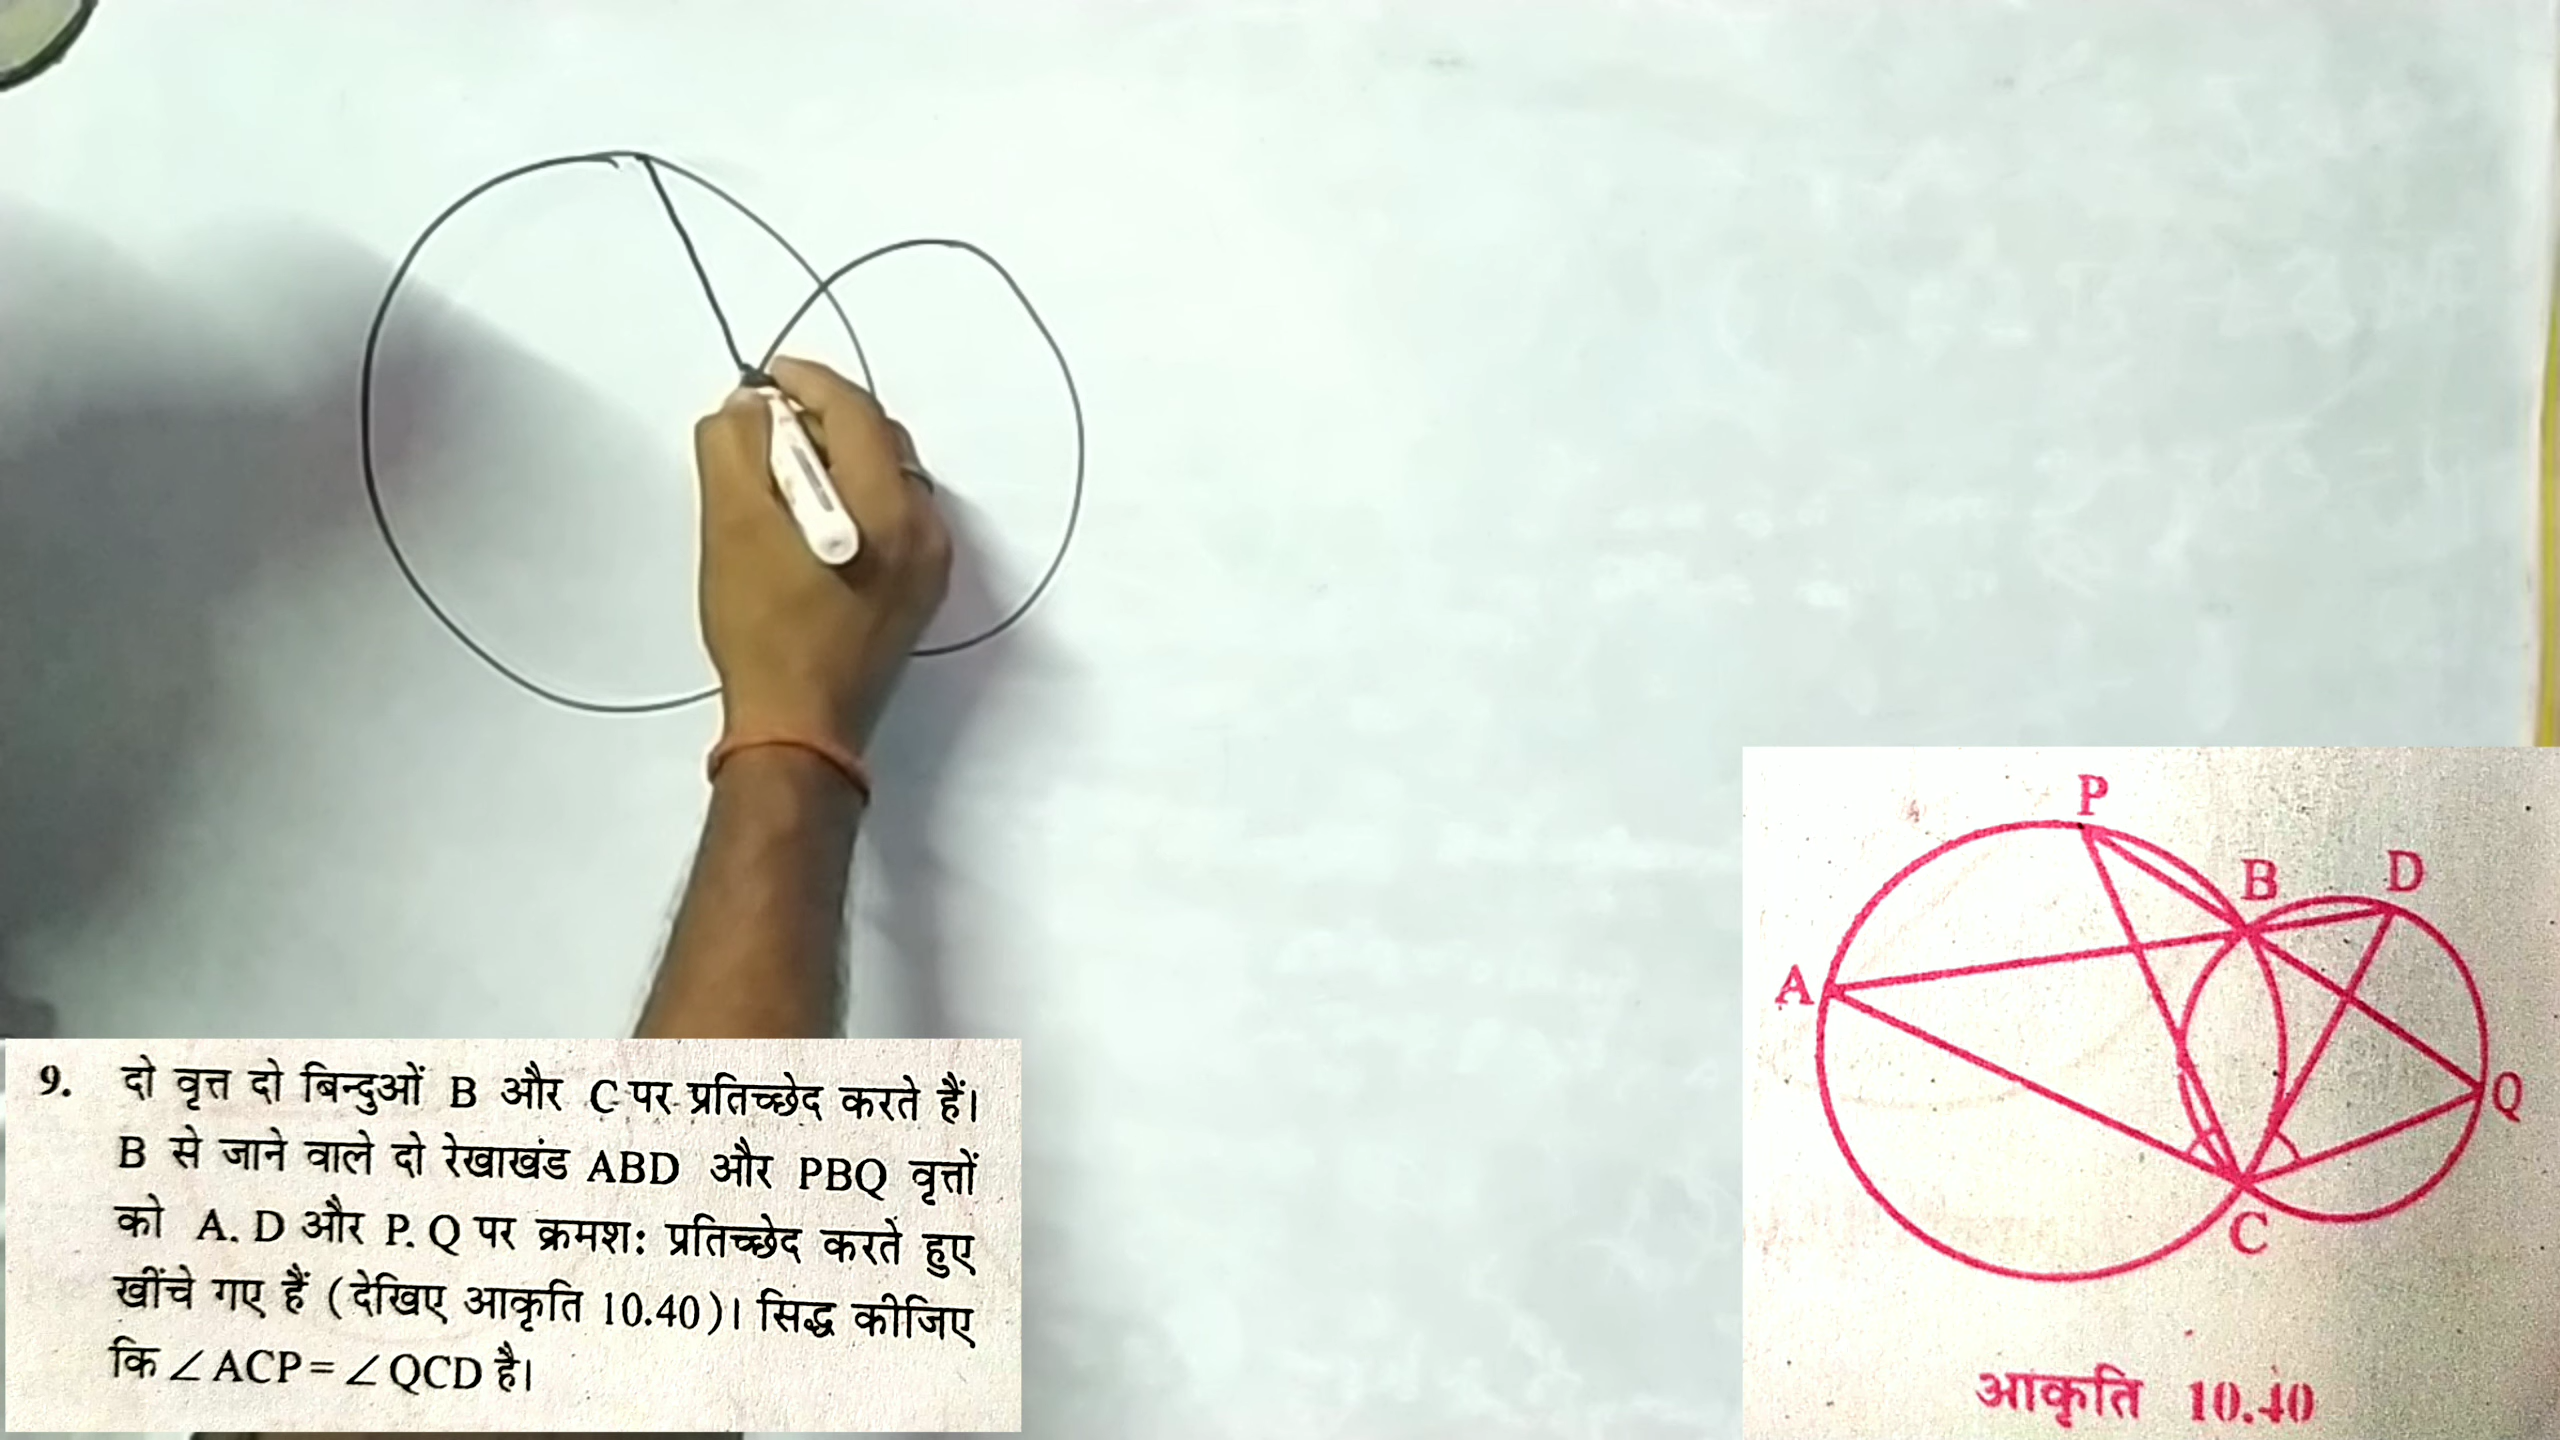 9. दो वृत्त दो बिन्दुओं B और C पर प्रतिच्छेद करते हैं।
B से जाने वाले दो रेखाखंड ABD और PBQ वृत्तों
को A. D और P. Q पर क्रमश: प्रतिच्छेद करते हुए
खींचे गए हैं (देखिए आकृति 10.40)। सिद्ध कीजिए
कि ∠ACP = ∠QCD है।
P
B
D
A
Q
C
आकृति 10.40